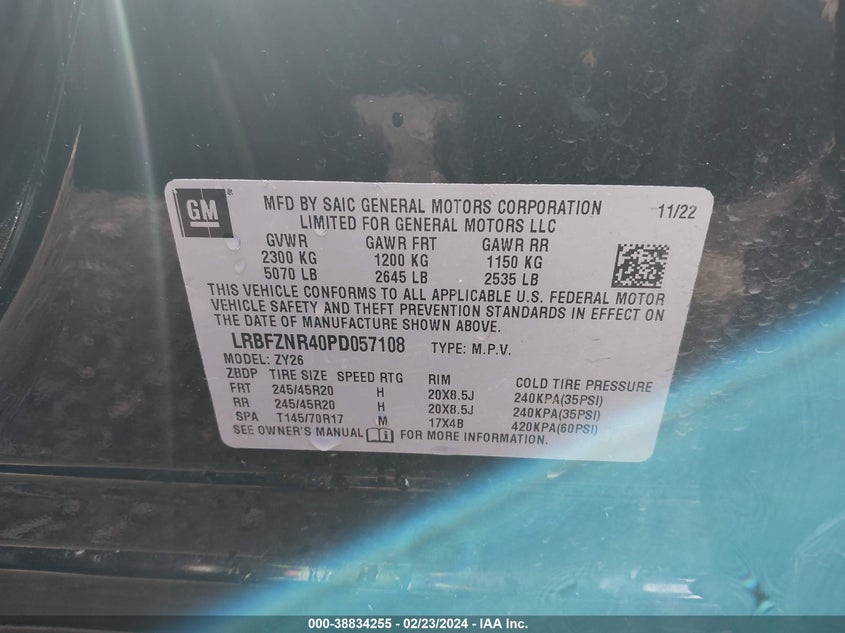 GM
MFD BY SAIC GENERAL MOTORS CORPORATION
LIMITED FOR GENERAL MOTORS LLC
11/22
GVWR GAWR FRT GAWR RR
2300 KG 1200 KG 1150 KG
5070 LB 2645 LB 2535 LB
THIS VEHICLE CONFORMS TO ALL APPLICABLE U.S. FEDERAL MOTOR
VEHICLE SAFETY AND THEFT PREVENTION STANDARDS IN EFFECT ON
THE DATE OF MANUFACTURE SHOWN ABOVE.
LRBFZNR40PD057108 TYPE: M.P.V.
MODEL: ZY26
ZBDP TIRE SIZE SPEED RTG RIM COLD TIRE PRESSURE
FRT 245/45R20 H 20X8.5J 240KPA(35PSI)
RR 245/45R20 H 20X8.5J 240KPA(35PSI)
SPA T145/70R17 M 17X4B 420KPA(60PSI)
SEE OWNER'S MANUAL FOR MORE INFORMATION.
000-38834255 - 02/23/2024 - IAA Inc.